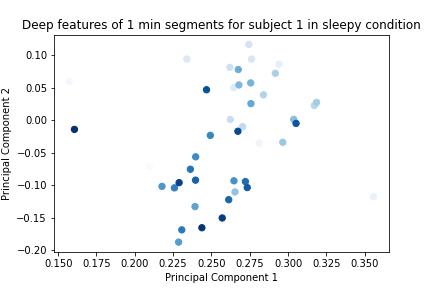 Deep features of 1 min segments for subject 1 in sleepy condition
0.10
0.05
0.00
−0.05
−0.10
−0.15
−0.20
Principal Component 2
0.150 0.175 0.200 0.225 0.250 0.275 0.300 0.325 0.350
Principal Component 1